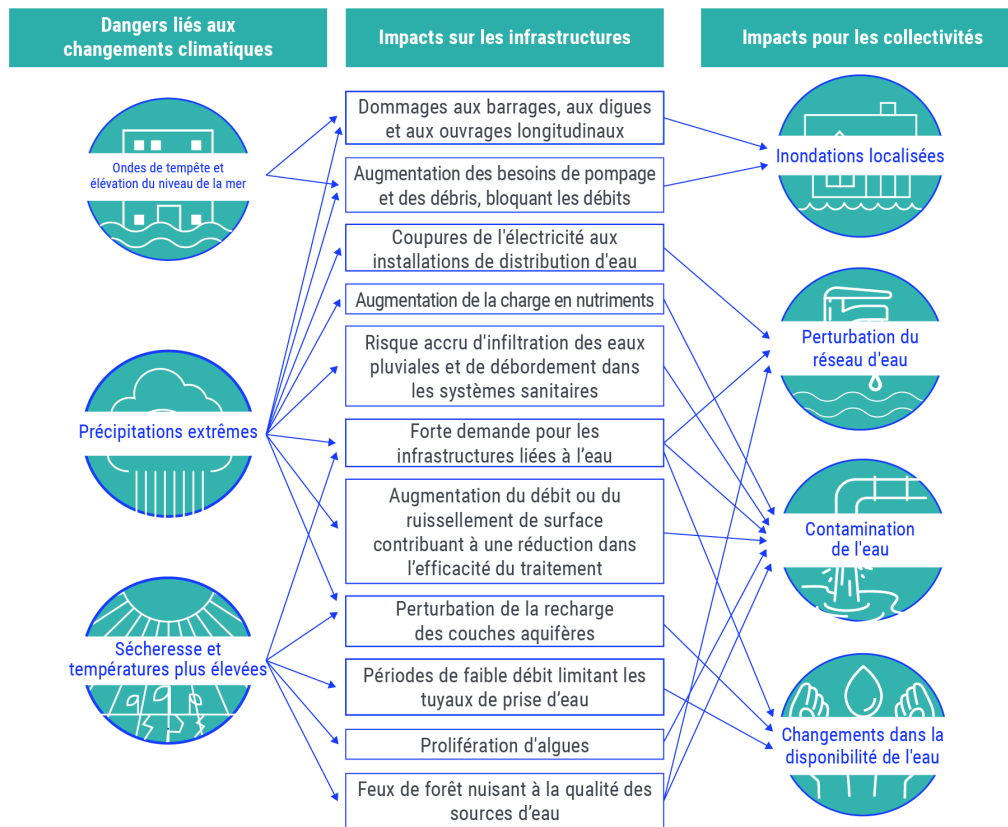 Dangers liés aux
changements climatiques
Impacts sur les infrastructures
Impacts pour les collectivités
Ondes de tempête et
élévation du niveau de la mer
Précipitations extrêmes
Sécheresse et
températures plus élevées
Dommages aux barrages, aux digues
et aux ouvrages longitudinaux
Augmentation des besoins de pompage
et des débris, bloquant les débits
Coupures de l'électricité aux
installations de distribution d'eau
Augmentation de la charge en nutriments
Risque accru d'infiltration des eaux
pluviales et de débordement dans
les systèmes sanitaires
Forte demande pour les
infrastructures liées à l’eau
Augmentation du débit ou du
ruissellement de surface
contribuant à une réduction dans
l’efficacité du traitement
Perturbation de la recharge
des couches aquifères
Périodes de faible débit limitant les
tuyaux de prise d’eau
Prolifération d'algues
Feux de forêt nuisant à la qualité des
sources d’eau
Inondations localisées
Perturbation du
réseau d'eau
Contamination
de l'eau
Changements dans la
disponibilité de l'eau